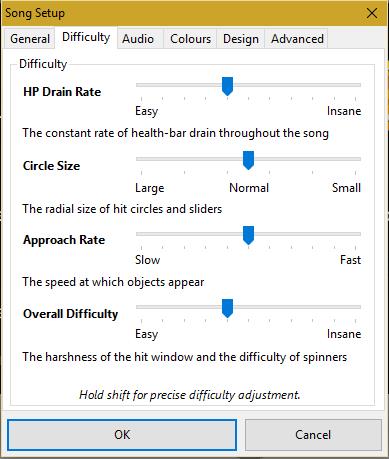 Song Setup
General Difficulty Audio Colours Design Advanced
Difficulty
HP Drain Rate
Easy Insane
The constant rate of health-bar drain throughout the song
Circle Size
Large Normal Small
The radial size of hit circles and sliders
Approach Rate
Slow Fast
The speed at which objects appear
Overall Difficulty
Easy Insane
The harshness of the hit window and the difficulty of spinners
Hold shift for precise difficulty adjustment.
OK Cancel